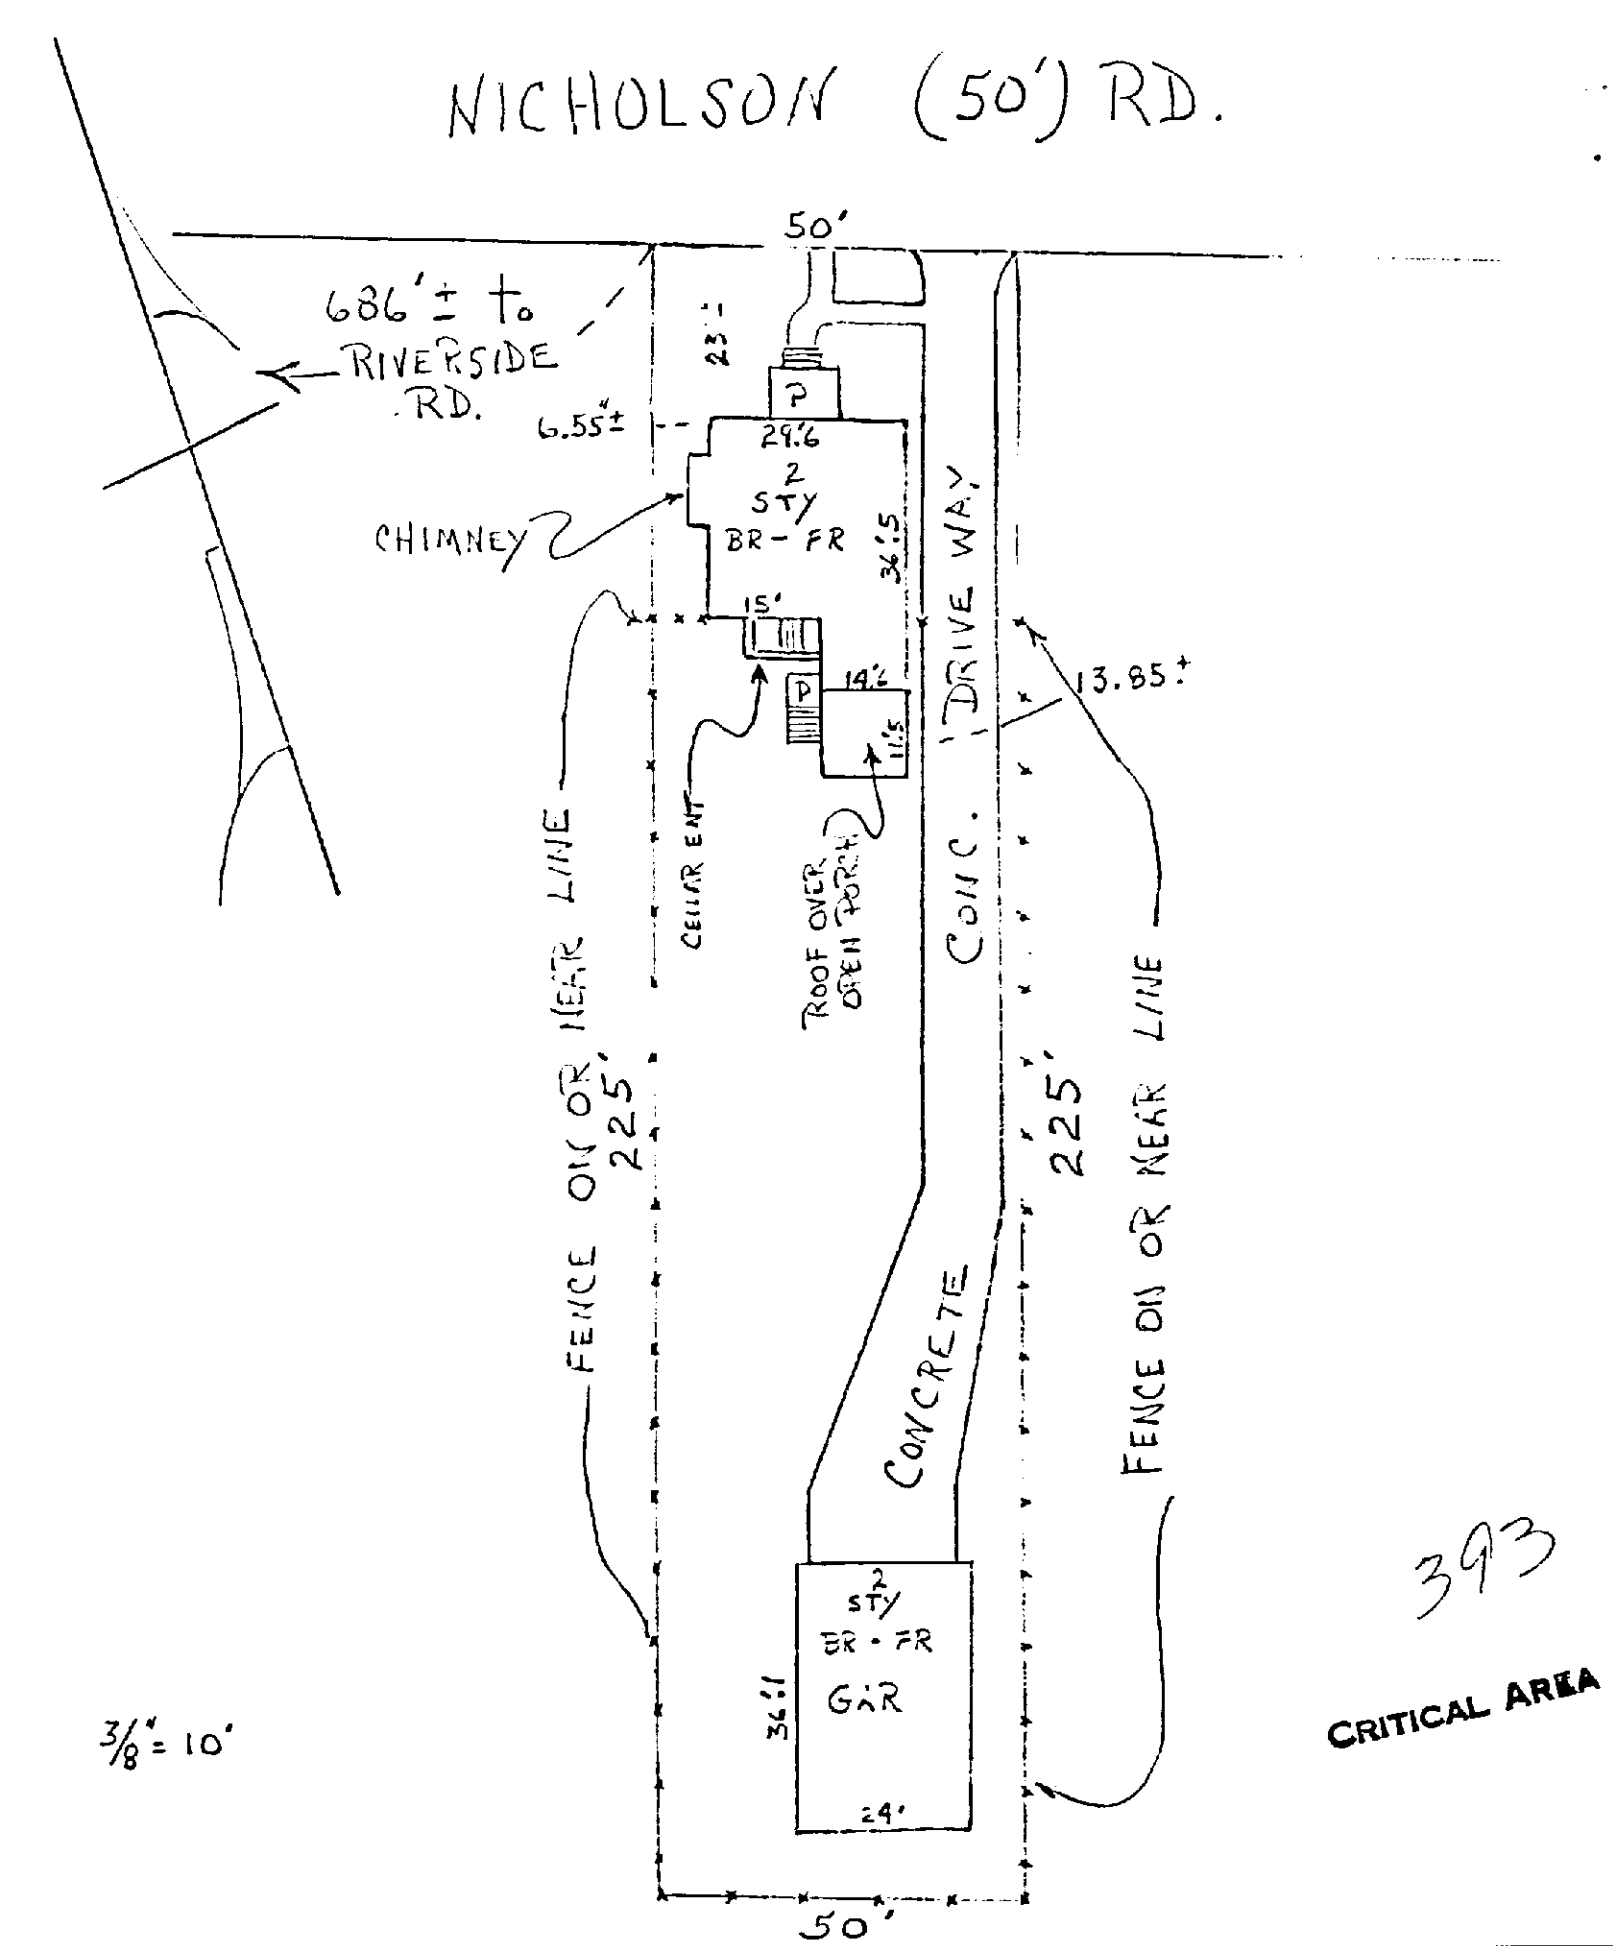 NICHOLSON (50') RD.
50'
686'± to
RIVERSIDE
RD.
23'±
P
6.55'±
29'.6
2
STY
BR-FR
36'.5
CHIMNEY
15'
P
14'.6
11'.5
CELLAR ENT
ROOF OVER
OPEN PORCH
CONC. DRIVE WAY
13.85'±
FENCE ON OR NEAR LINE
225'
225'
FENCE ON OR NEAR LINE
CONCRETE
2
STY
BR-FR
GAR
36'.1
24'
50'
3/8" = 10'
393
CRITICAL AREA